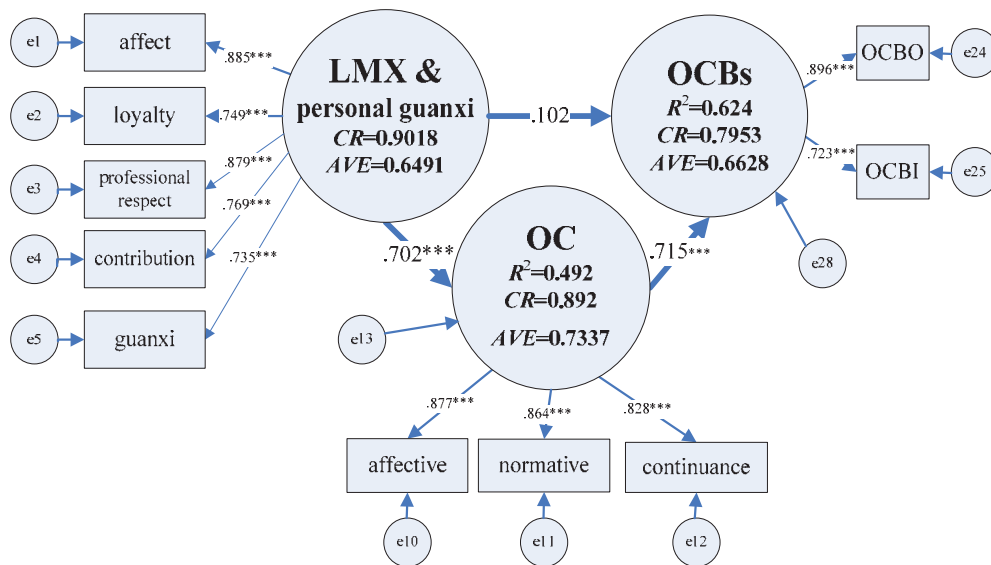 e1
affect
.885***
e2
loyalty
.749***
e3
professional
respect
.879***
e4
contribution
.769***
e5
guanxi
.735***
LMX &
personal guanxi
CR=0.9018
AVE=0.6491
.102
OCBs
R²=0.624
CR=0.7953
AVE=0.6628
.896***
OCBO
e24
.723***
OCBI
e25
e28
.702***
.715***
OC
R²=0.492
CR=0.892
AVE=0.7337
e13
.877***
.864***
.828***
affective
normative
continuance
e10
e11
e12